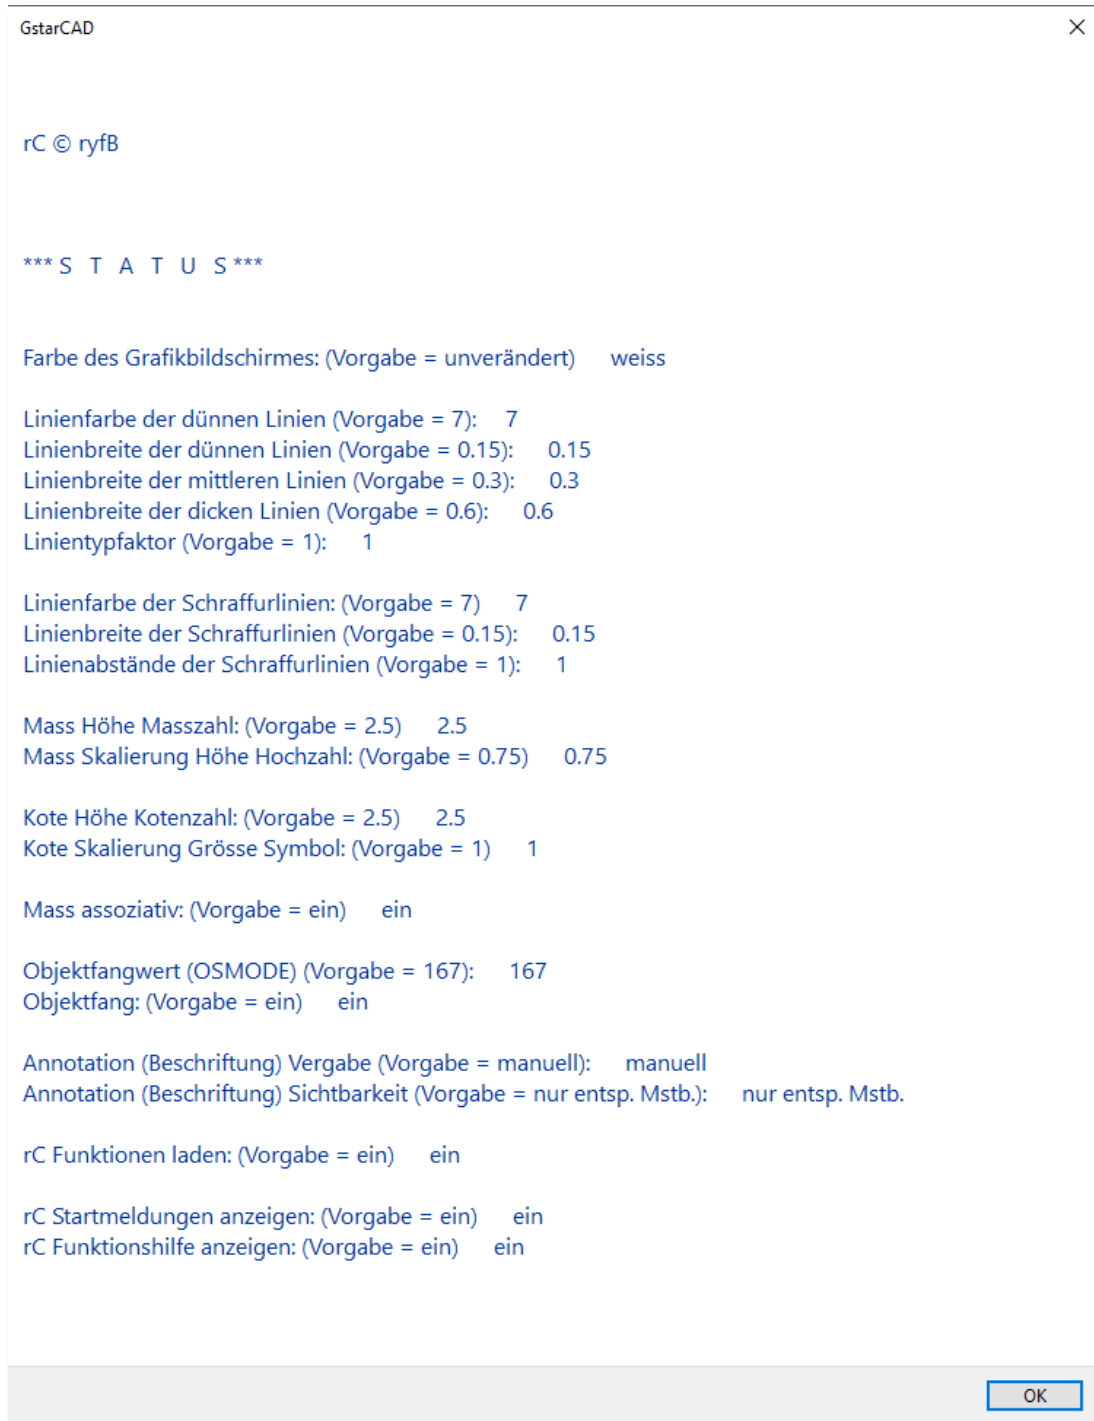 GstarCAD
rC © ryfB
*** S T A T U S ***
Farbe des Grafikbildschirmes: (Vorgabe = unverändert) weiss
Linienfarbe der dünnen Linien (Vorgabe = 7): 7
Linienbreite der dünnen Linien (Vorgabe = 0.15): 0.15
Linienbreite der mittleren Linien (Vorgabe = 0.3): 0.3
Linienbreite der dicken Linien (Vorgabe = 0.6): 0.6
Linientypfaktor (Vorgabe = 1): 1
Linienfarbe der Schraffurlinien: (Vorgabe = 7) 7
Linienbreite der Schraffurlinien (Vorgabe = 0.15): 0.15
Linienabstände der Schraffurlinien (Vorgabe = 1): 1
Mass Höhe Masszahl: (Vorgabe = 2.5) 2.5
Mass Skalierung Höhe Hochzahl: (Vorgabe = 0.75) 0.75
Kote Höhe Kotenzahl: (Vorgabe = 2.5) 2.5
Kote Skalierung Grösse Symbol: (Vorgabe = 1) 1
Mass assoziativ: (Vorgabe = ein) ein
Objektfangwert (OSMODE) (Vorgabe = 167): 167
Objektfang: (Vorgabe = ein) ein
Annotation (Beschriftung) Vergabe (Vorgabe = manuell): manuell
Annotation (Beschriftung) Sichtbarkeit (Vorgabe = nur entsp. Mstb.): nur entsp. Mstb.
rC Funktionen laden: (Vorgabe = ein) ein
rC Startmeldungen anzeigen: (Vorgabe = ein) ein
rC Funktionshilfe anzeigen: (Vorgabe = ein) ein
OK